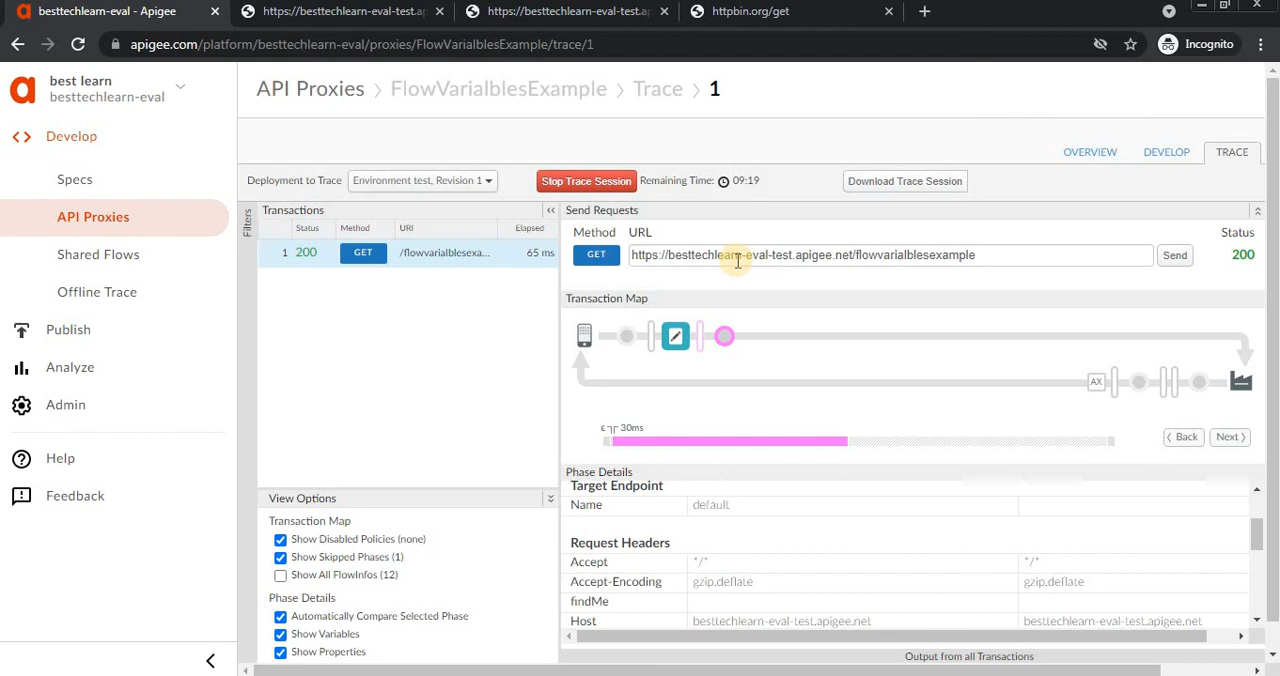 besttechlearn-eval - Apigee
https://besttechlearn-eval-test.ap
https://besttechlearn-eval-test.ap
httpbin.org/get
apigee.com/platform/besttechlearn-eval/proxies/FlowVarialblesExample/trace/1
Incognito
best learn
besttechlearn-eval
API Proxies > FlowVarialblesExample > Trace > 1
Develop
Specs
API Proxies
Shared Flows
Offline Trace
Publish
Analyze
Admin
Help
Feedback
OVERVIEW DEVELOP TRACE
Deployment to Trace Environment test, Revision 1 Stop Trace Session Remaining Time: 09:19 Download Trace Session
Filters
Transactions
Status Method URI Elapsed
1 200 GET /flowvarialblesexa... 65 ms
Send Requests
Method URL Status
GET https://besttechlearn-eval-test.apigee.net/flowvarialblesexample Send 200
Transaction Map
AX
30ms
Back Next
View Options
Transaction Map
Show Disabled Policies (none)
Show Skipped Phases (1)
Show All FlowInfos (12)
Phase Details
Automatically Compare Selected Phase
Show Variables
Show Properties
Phase Details
Target Endpoint
Name default
Request Headers
Accept */* */*
Accept-Encoding gzip.deflate gzip.deflate
findMe
Host besttechlearn-eval-test.apigee.net besttechlearn-eval-test.apigee.net
Output from all Transactions